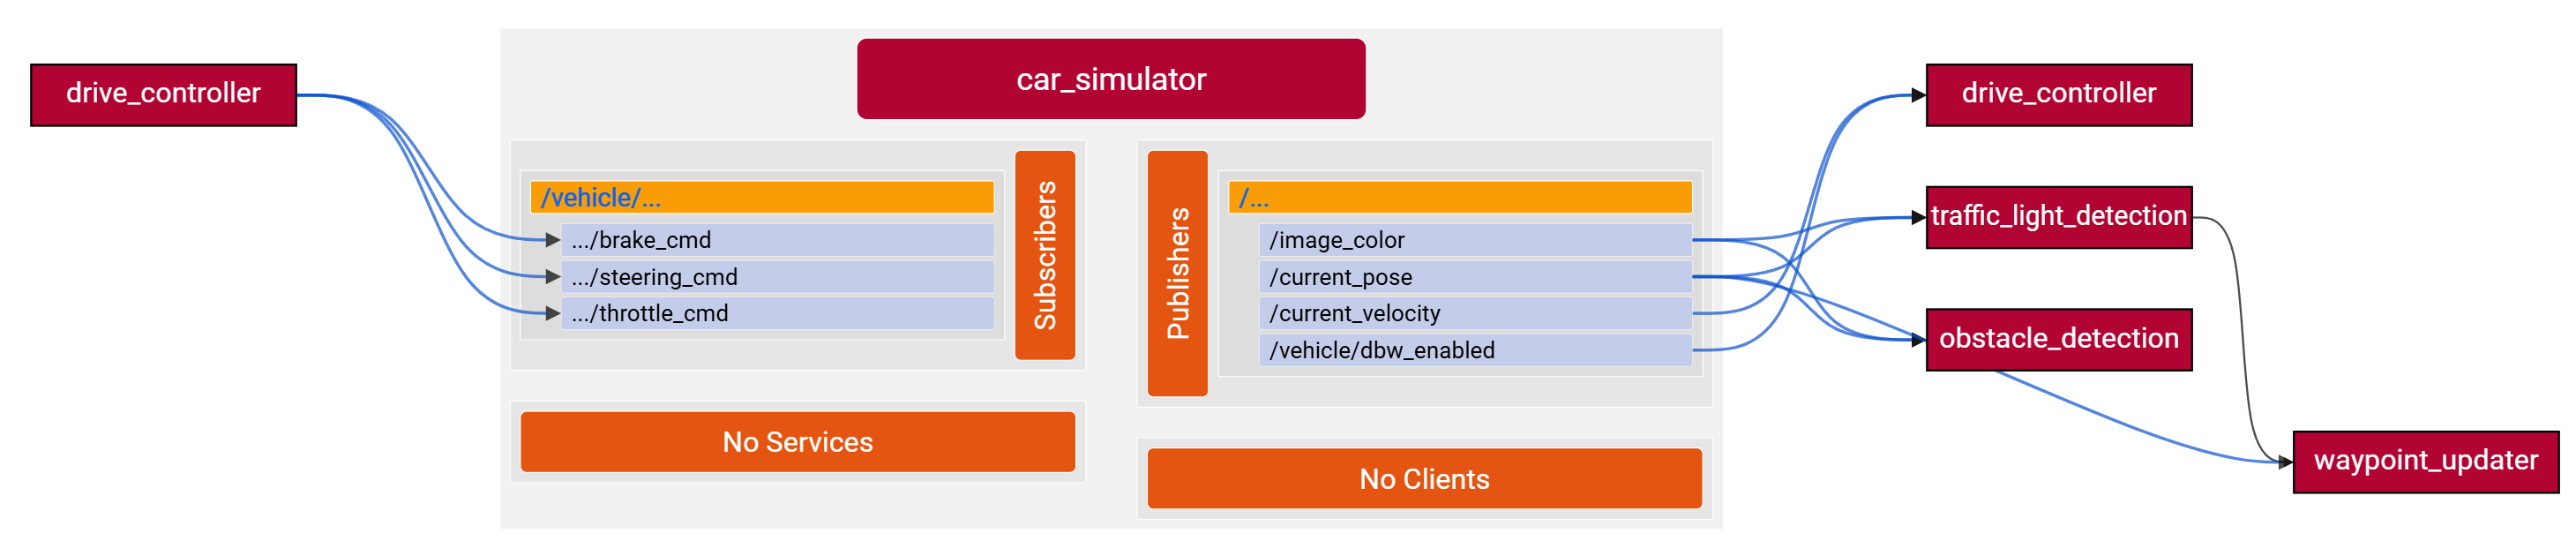 drive_controller
car_simulator
Subscribers
/vehicle/...
.../brake_cmd
.../steering_cmd
.../throttle_cmd
No Services
Publishers
/...
/image_color
/current_pose
/current_velocity
/vehicle/dbw_enabled
No Clients
drive_controller
traffic_light_detection
obstacle_detection
waypoint_updater